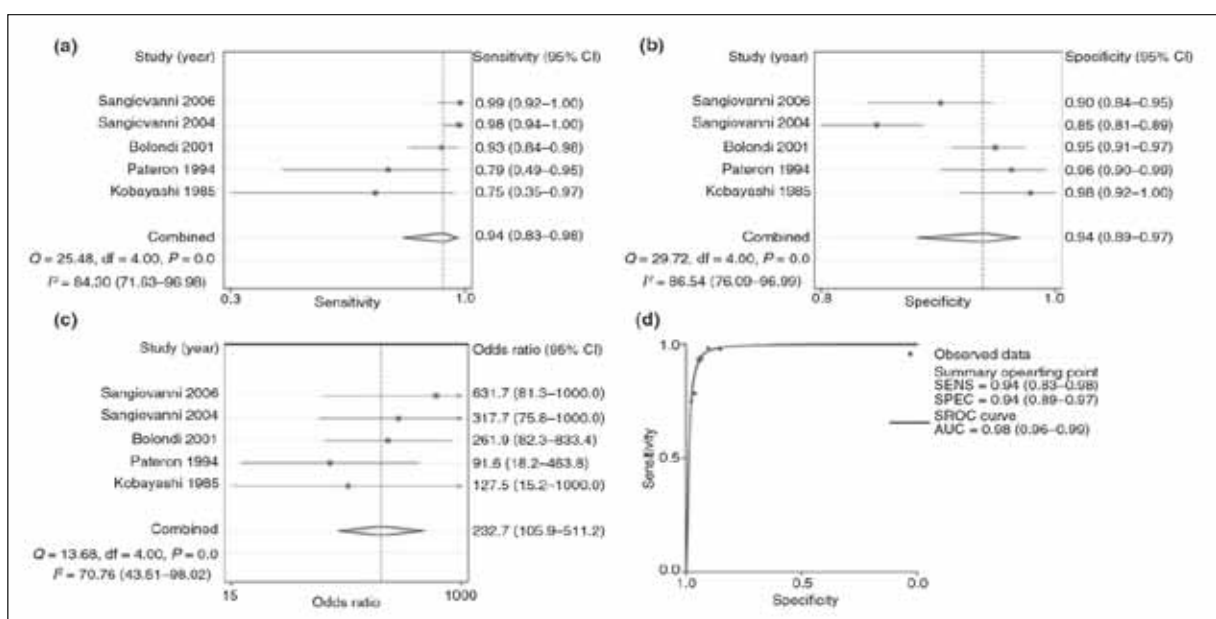 (a)
Study (year) Sensitivity (95% CI)
Sangiovanni 2006 0.99 (0.92–1.00)
Sangiovanni 2004 0.98 (0.94–1.00)
Bolondi 2001 0.93 (0.84–0.98)
Pateron 1994 0.79 (0.49–0.95)
Kobayashi 1985 0.75 (0.35–0.97)
Combined 0.94 (0.83–0.98)
Q = 25.48, df = 4.00, P = 0.0
I² = 84.30 (71.63–96.98)
0.3 1.0
Sensitivity
(b)
Study (year) Specificity (95% CI)
Sangiovanni 2006 0.90 (0.84–0.95)
Sangiovanni 2004 0.85 (0.81–0.89)
Bolondi 2001 0.95 (0.91–0.97)
Pateron 1994 0.96 (0.90–0.99)
Kobayashi 1985 0.98 (0.92–1.00)
Combined 0.94 (0.89–0.97)
Q = 29.72, df = 4.00, P = 0.0
I² = 86.54 (76.09–96.99)
0.8 1.0
Specificity
(c)
Study (year) Odds ratio (95% CI)
Sangiovanni 2006 631.7 (81.3–1000.0)
Sangiovanni 2004 317.7 (75.8–1000.0)
Bolondi 2001 261.9 (82.3–833.4)
Pateron 1994 91.6 (18.2–463.8)
Kobayashi 1985 127.5 (15.2–1000.0)
Combined 232.7 (105.9–511.2)
Q = 13.68, df = 4.00, P = 0.0
I² = 70.76 (43.51–98.02)
15 1000
Odds ratio
(d)
1.0
0.5
0.0
Sensitivity
1.0 0.5 0.0
Specificity
Observed data
Summary operating point
SENS = 0.94 (0.83–0.98)
SPEC = 0.94 (0.89–0.97)
SROC curve
AUC = 0.98 (0.96–0.99)